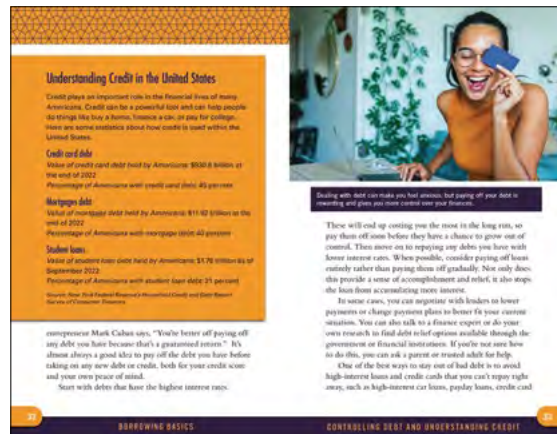 Understanding Credit in the United States
Credit plays an important role in the financial lives of many
Americans. Credit can be a powerful tool and can help people
do things like buy a home, finance a car, or pay for college.
Here are some statistics about how credit is used within the
United States.
Credit card debt
Value of credit card debt held by Americans: $930.6 billion at
the end of 2022
Percentage of Americans with credit card debt: 45 percent
Mortgages debt
Value of mortgage debt held by Americans: $11.92 trillion at the
end of 2022
Percentage of Americans with mortgage debt: 40 percent
Student loans
Value of student loan debt held by Americans: $1.76 trillion as of
September 2022
Percentage of Americans with student loan debt: 21 percent
Source: New York Federal Reserve's Household Credit and Debt Report
Survey of Consumer Finances
entrepreneur Mark Cuban says, "You're better off paying off
any debt you have because that's a guaranteed return." It's
almost always a good idea to pay off the debt you have before
taking on any new debt or credit, both for your credit score
and your own peace of mind.
Start with debts that have the highest interest rates.
32
BORROWING BASICS
Dealing with debt can make you feel anxious, but paying off your debt is
rewarding and gives you more control over your finances.
These will end up costing you the most in the long run, so
pay them off soon before they have a chance to grow out of
control. Then move on to repaying any debts you have with
lower interest rates. When possible, consider paying off loans
entirely rather than paying them off gradually. Not only does
this provide a sense of accomplishment and relief, it also stops
the loan from accumulating more interest.
In some cases, you can negotiate with lenders to lower
payments or change payment plans to better fit your current
situation. You can also talk to a finance expert or do your
own research to find debt relief options available through the
government or financial institutions. If you're not sure how
to do this, you can ask a parent or trusted adult for help.
One of the best ways to stay out of bad debt is to avoid
high-interest loans and credit cards that you can't repay right
away, such as high-interest car loans, payday loans, credit card
CONTROLLING DEBT AND UNDERSTANDING CREDIT
33